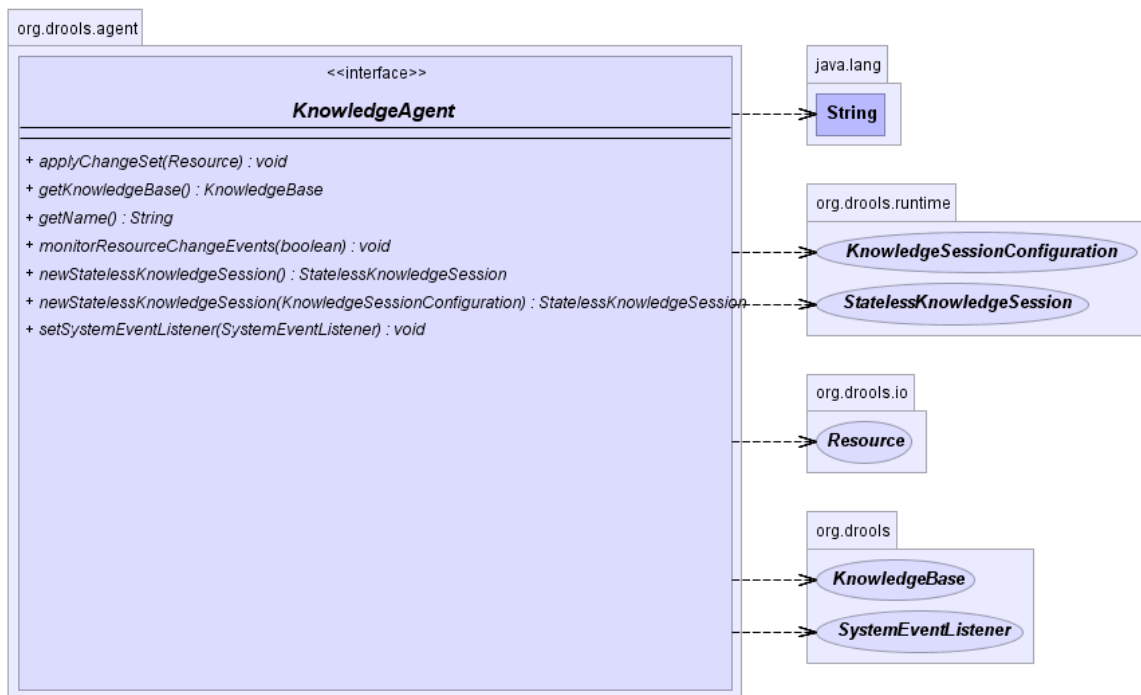 org.drools.agent
<<interface>>
KnowledgeAgent
+ applyChangeSet(Resource) : void
+ getKnowledgeBase() : KnowledgeBase
+ getName() : String
+ monitorResourceChangeEvents(boolean) : void
+ newStatelessKnowledgeSession() : StatelessKnowledgeSession
+ newStatelessKnowledgeSession(KnowledgeSessionConfiguration) : StatelessKnowledgeSession
+ setSystemEventListener(SystemEventListener) : void
java.lang
String
org.drools.runtime
KnowledgeSessionConfiguration
StatelessKnowledgeSession
org.drools.io
Resource
org.drools
KnowledgeBase
SystemEventListener